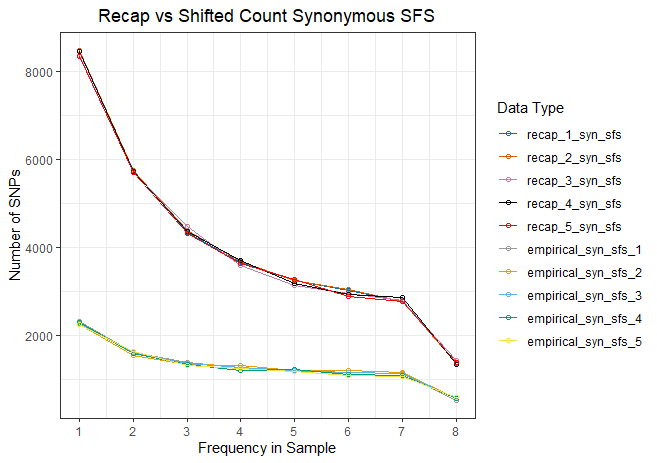 Recap vs Shifted Count Synonymous SFS
Number of SNPs
8000
6000
4000
2000
1 2 3 4 5 6 7 8
Frequency in Sample
Data Type
recap_1_syn_sfs
recap_2_syn_sfs
recap_3_syn_sfs
recap_4_syn_sfs
recap_5_syn_sfs
empirical_syn_sfs_1
empirical_syn_sfs_2
empirical_syn_sfs_3
empirical_syn_sfs_4
empirical_syn_sfs_5